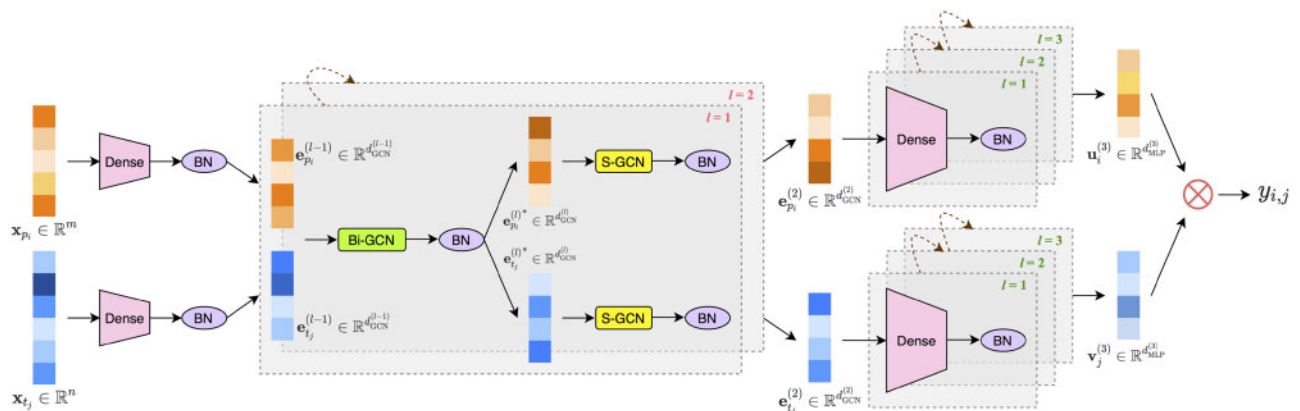 Dense
BN
x_{p_i} ∈ ℝ^m
Dense
BN
x_{t_j} ∈ ℝ^n
l = 2
l = 1
e_{p_i}^{(l-1)} ∈ ℝ^{d_{GCN}^{(l-1)}}
Bi-GCN
BN
e_{t_j}^{(l-1)} ∈ ℝ^{d_{GCN}^{(l-1)}}
e_{p_i}^{(l)*} ∈ ℝ^{d_{GCN}^{(l)}}
e_{t_j}^{(l)*} ∈ ℝ^{d_{GCN}^{(l)}}
S-GCN
BN
S-GCN
BN
e_{p_i}^{(2)} ∈ ℝ^{d_{GCN}^{(2)}}
e_{t_j}^{(2)} ∈ ℝ^{d_{GCN}^{(2)}}
l = 3
l = 2
l = 1
Dense
BN
l = 3
l = 2
l = 1
Dense
BN
u_i^{(3)} ∈ ℝ^{d_{MLP}^{(3)}}
v_j^{(3)} ∈ ℝ^{d_{MLP}^{(3)}}
y_{i,j}